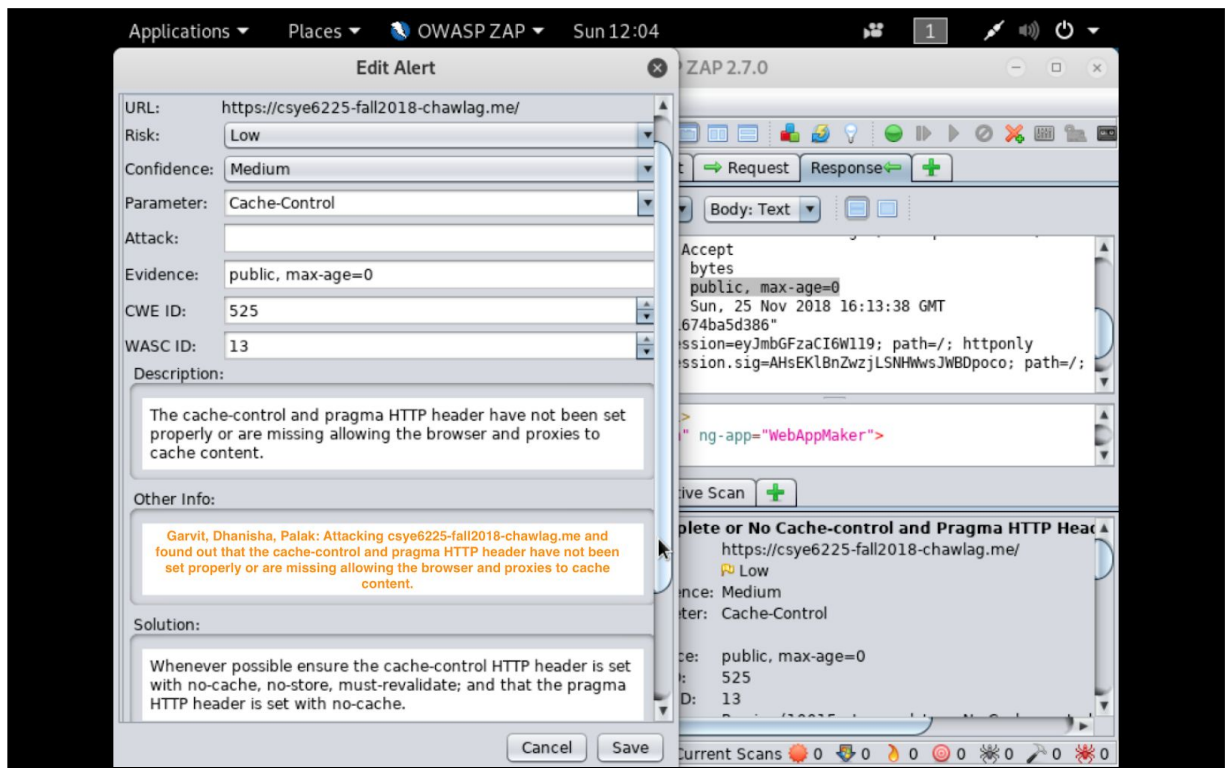 Applications Places OWASP ZAP Sun 12:04 1
Edit Alert
ZAP 2.7.0
URL: https://csye6225-fall2018-chawlag.me/
Risk: Low
Confidence: Medium
Parameter: Cache-Control
Attack:
Evidence: public, max-age=0
CWE ID: 525
WASC ID: 13
Description:
The cache-control and pragma HTTP header have not been set
properly or are missing allowing the browser and proxies to
cache content.
Other Info:
Garvit, Dhanisha, Palak: Attacking csye6225-fall2018-chawlag.me and
found out that the cache-control and pragma HTTP header have not been
set properly or are missing allowing the browser and proxies to cache
content.
Solution:
Whenever possible ensure the cache-control HTTP header is set
with no-cache, no-store, must-revalidate; and that the pragma
HTTP header is set with no-cache.
Cancel Save
t Request Response
Body: Text
Accept
bytes
public, max-age=0
Sun, 25 Nov 2018 16:13:38 GMT
674ba5d386"
ession=eyJmbGFzaCI6W119; path=/; httponly
ession.sig=AHsEKlBnZwzjLSNHWwsJWBDpoco; path=/;
>
" ng-app="WebAppMaker">
ive Scan
plete or No Cache-control and Pragma HTTP Head
https://csye6225-fall2018-chawlag.me/
Low
nce: Medium
ter: Cache-Control
ce: public, max-age=0
525
D: 13
Current Scans 0 0 0 0 0 0 0